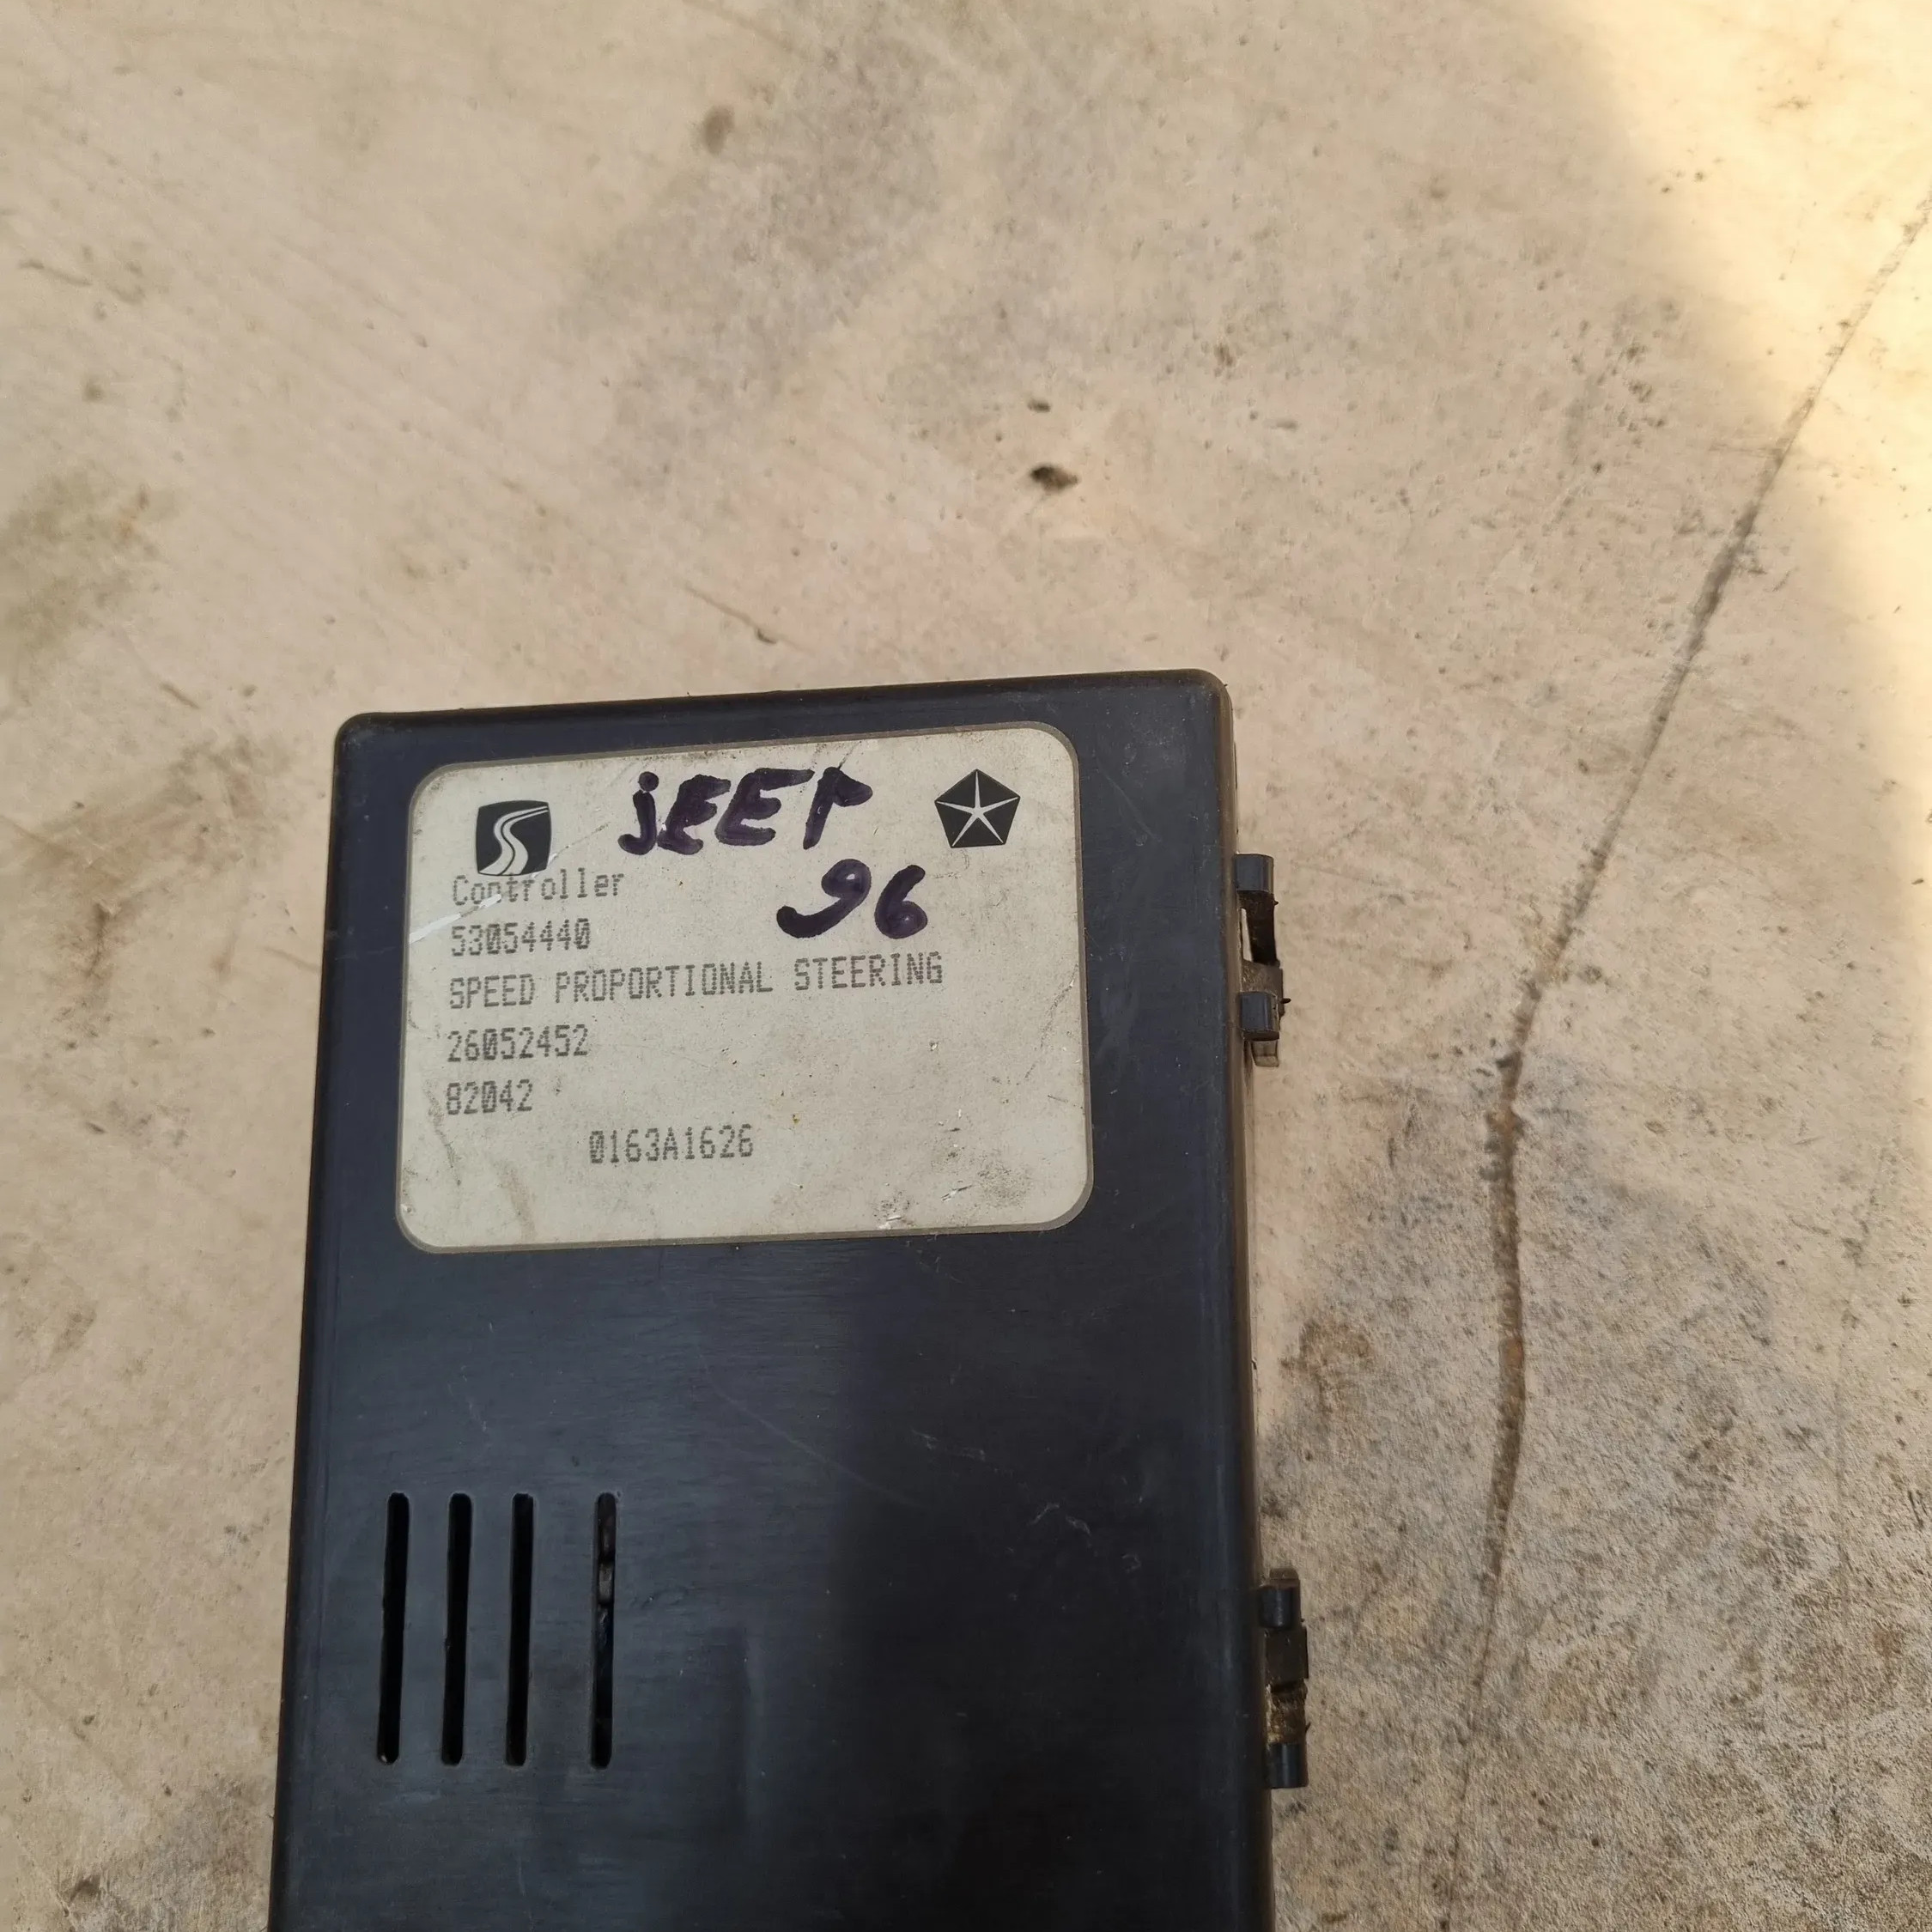 jEEP
96
Controller
53054440
SPEED PROPORTIONAL STEERING
26052452
82042
0163A1626